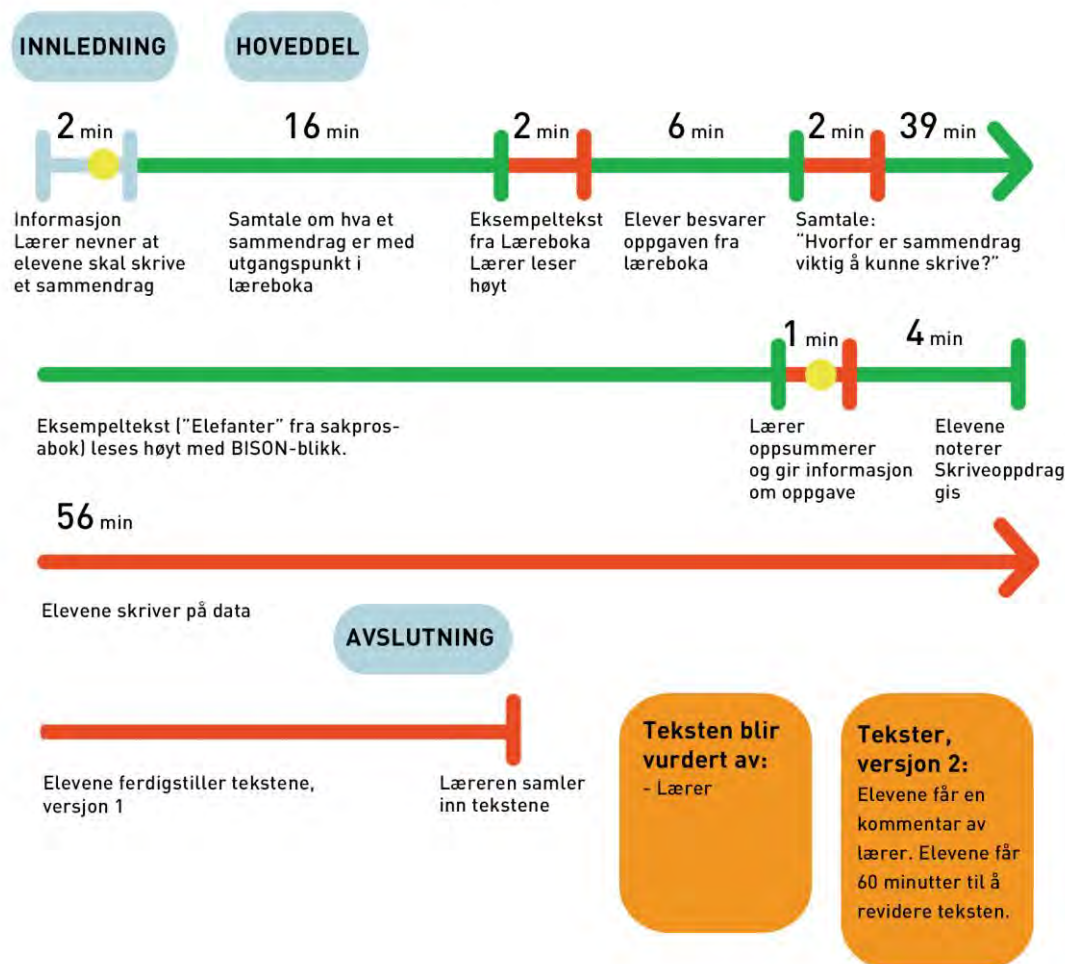 INNLEDNING
HOVEDDEL
2 min
16 min
2 min
6 min
2 min
39 min
Informasjon
Lærer nevner at
elevene skal skrive
et sammendrag
Samtale om hva et
sammendrag er med
utgangspunkt i
læreboka
Eksempeltekst
fra Læreboka
Lærer leser
høyt
Elever besvarer
oppgaven fra
læreboka
Samtale:
"Hvorfor er sammendrag
viktig å kunne skrive?"
1 min
4 min
Eksempeltekst ("Elefanter" fra sakpros-
abok) leses høyt med BISON-blikk.
Lærer
oppsummerer
og gir informasjon
om oppgave
Elevene
noterer
Skriveoppdrag
gis
56 min
Elevene skriver på data
AVSLUTNING
Elevene ferdigstiller tekstene,
versjon 1
Læreren samler
inn tekstene
Teksten blir
vurdert av:
- Lærer
Tekster,
versjon 2:
Elevene får en
kommentar av
lærer. Elevene får
60 minutter til å
revidere teksten.